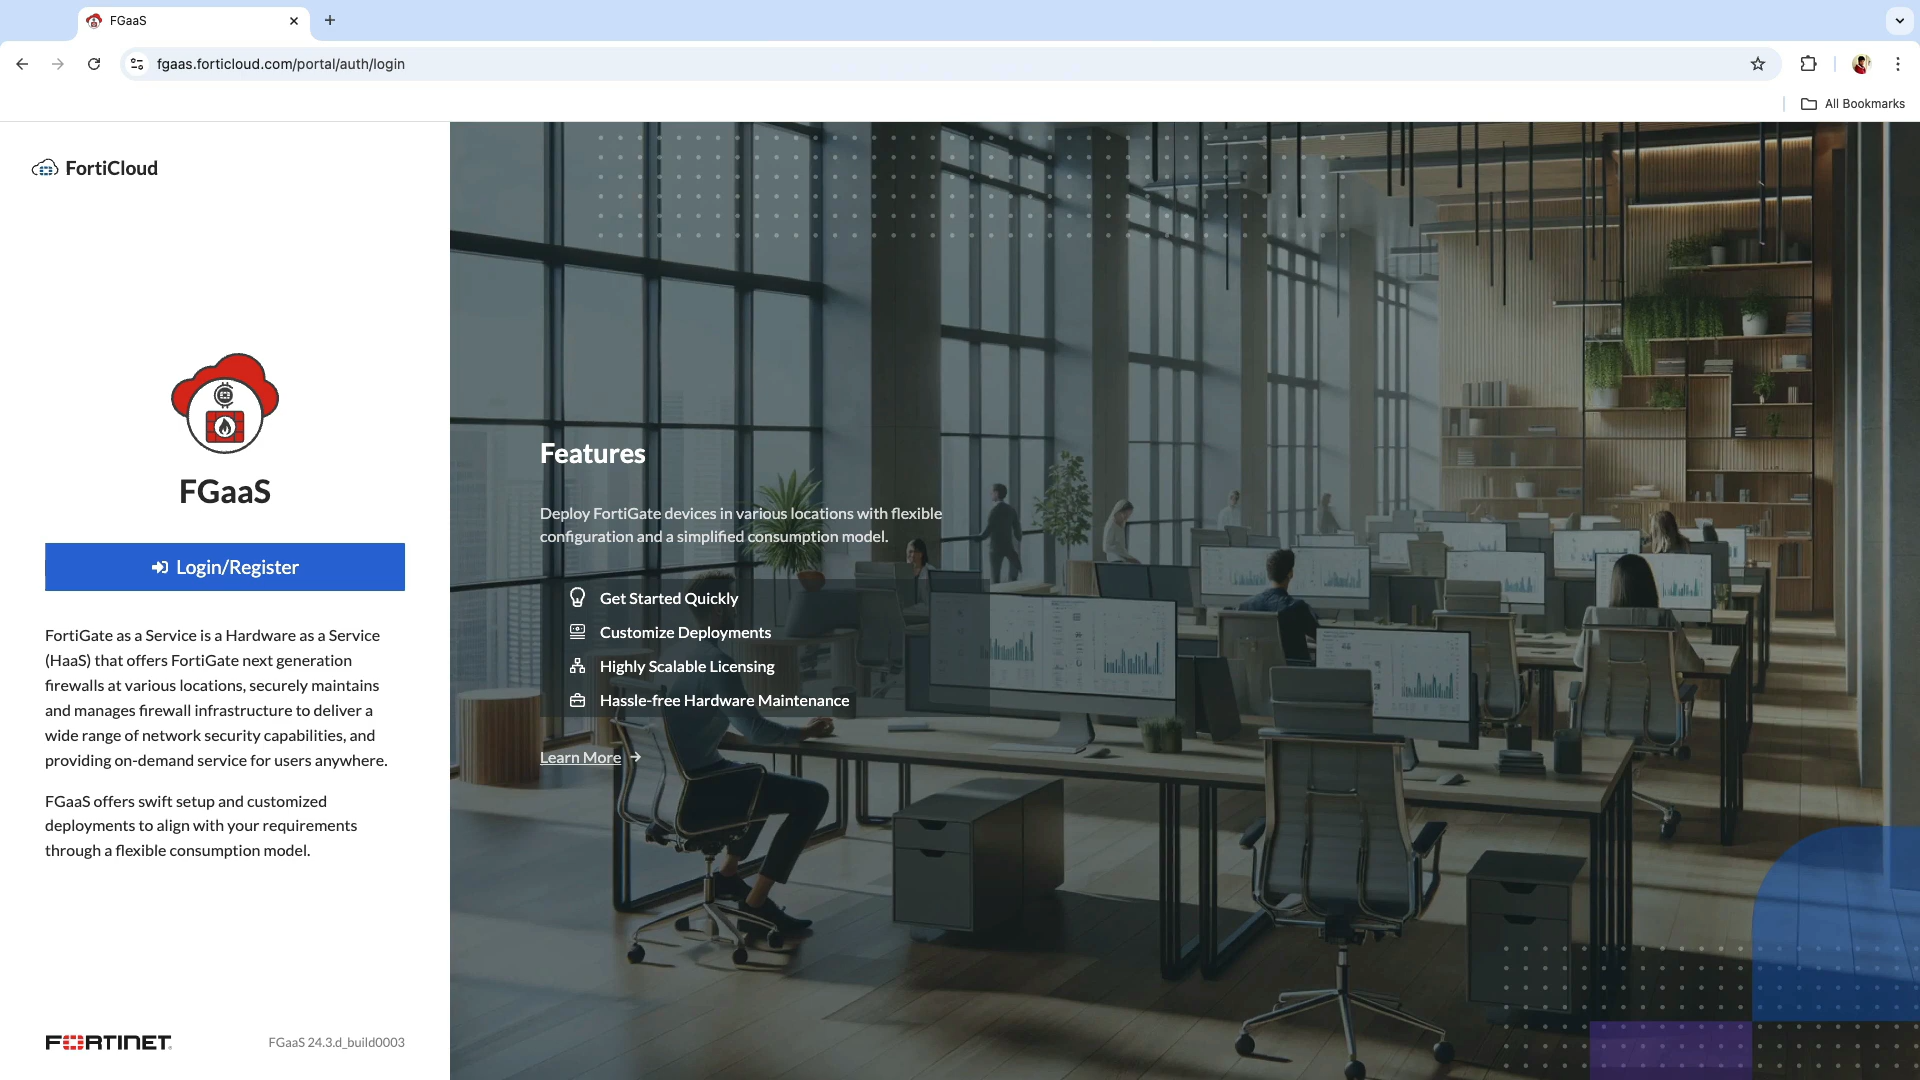 FGaaS
fgaas.forticloud.com/portal/auth/login
All Bookmarks
FortiCloud
FGaaS
Login/Register
FortiGate as a Service is a Hardware as a Service
(HaaS) that offers FortiGate next generation
firewalls at various locations, securely maintains
and manages firewall infrastructure to deliver a
wide range of network security capabilities, and
providing on-demand service for users anywhere.
FGaaS offers swift setup and customized
deployments to align with your requirements
through a flexible consumption model.
FORTINET
FGaaS 24.3.d_build0003
Features
Deploy FortiGate devices in various locations with flexible
configuration and a simplified consumption model.
Get Started Quickly
Customize Deployments
Highly Scalable Licensing
Hassle-free Hardware Maintenance
Learn More